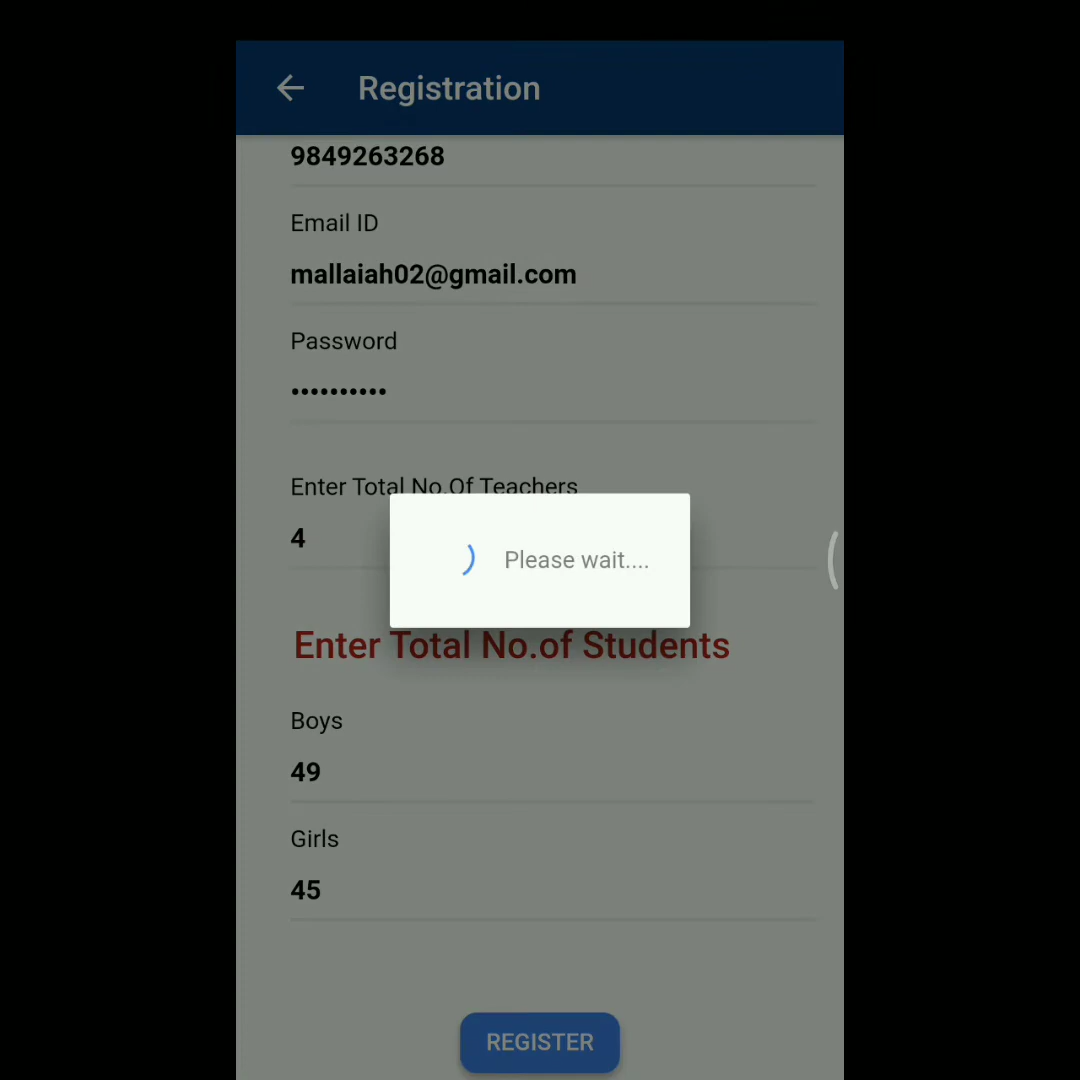 Registration
9849263268
Email ID
mallaiah02@gmail.com
Password
••••••••••
Enter Total No.Of Teachers
4
Please wait....
Enter Total No.of Students
Boys
49
Girls
45
REGISTER